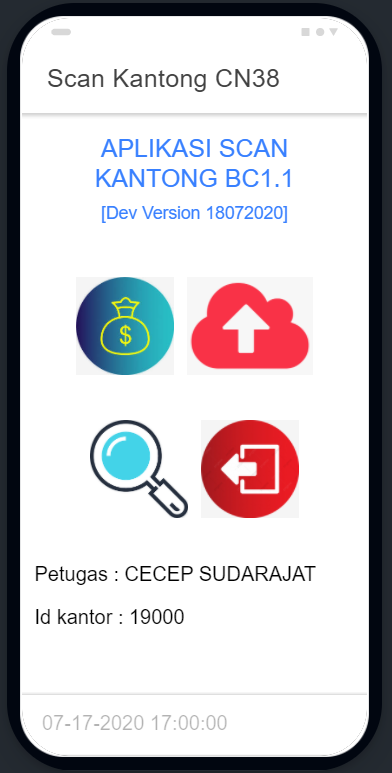 Scan Kantong CN38
APLIKASI SCAN
KANTONG BC1.1
[Dev Version 18072020]
$
Petugas : CECEP SUDARAJAT
Id kantor : 19000
07-17-2020 17:00:00